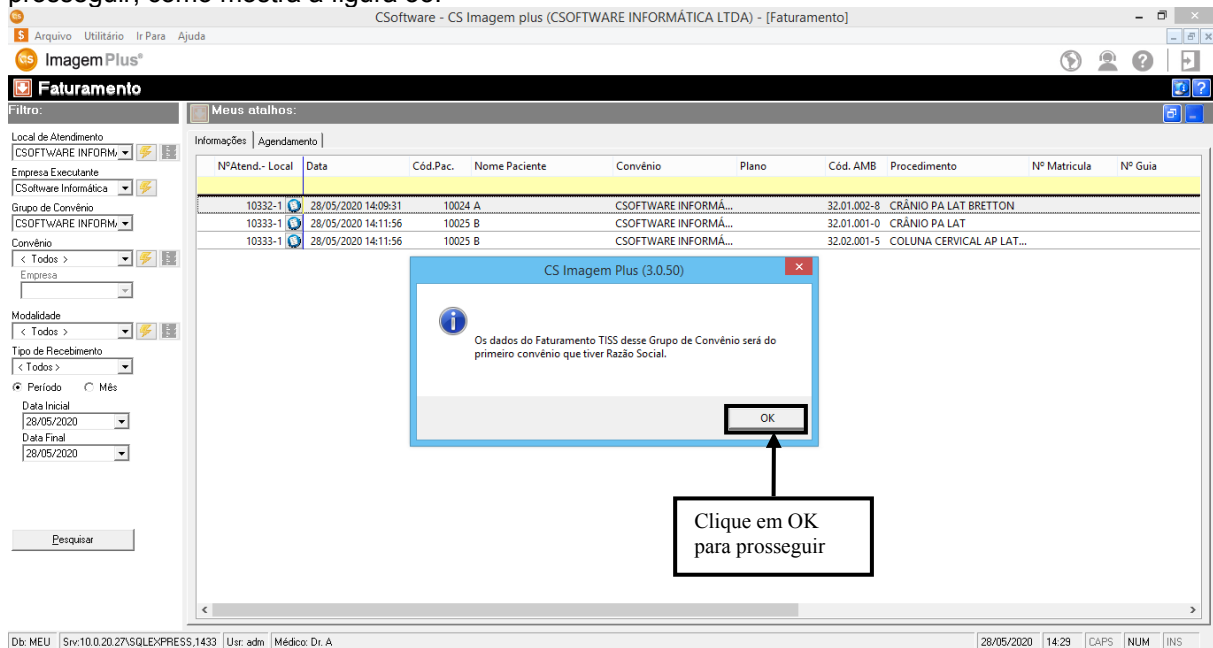 CSoftware - CS Imagem plus (CSOFTWARE INFORMÁTICA LTDA) - [Faturamento]
Arquivo Utilitário Ir Para Ajuda
cs ImagemPlus®
Faturamento
Filtro:
Meus atalhos:
Local de Atendimento
CSOFTWARE INFORM
Empresa Executante
CSoftware Informática
Grupo de Convênio
CSOFTWARE INFORM
Convênio
< Todos >
Empresa
Modalidade
< Todos >
Tipo de Recebimento
< Todos >
Período Mês
Data Inicial
28/05/2020
Data Final
28/05/2020
Pesquisar
Informações Agendamento
NºAtend.- Local Data Cód.Pac. Nome Paciente Convênio Plano Cód. AMB Procedimento Nº Matricula Nº Guia
10332-1 28/05/2020 14:09:31 10024 A CSOFTWARE INFORMÁ... 32.01.002-8 CRÂNIO PA LAT BRETTON
10333-1 28/05/2020 14:11:56 10025 B CSOFTWARE INFORMÁ... 32.01.001-0 CRÂNIO PA LAT
10333-1 28/05/2020 14:11:56 10025 B CSOFTWARE INFORMÁ... 32.02.001-5 COLUNA CERVICAL AP LAT...
CS Imagem Plus (3.0.50)
Os dados do Faturamento TISS desse Grupo de Convênio será do
primeiro convênio que tiver Razão Social.
OK
Clique em OK
para prosseguir
Db: MEU Srv:10.0.20.27\SQLEXPRESS,1433 Usr: adm Médico: Dr. A 28/05/2020 14:29 CAPS NUM INS